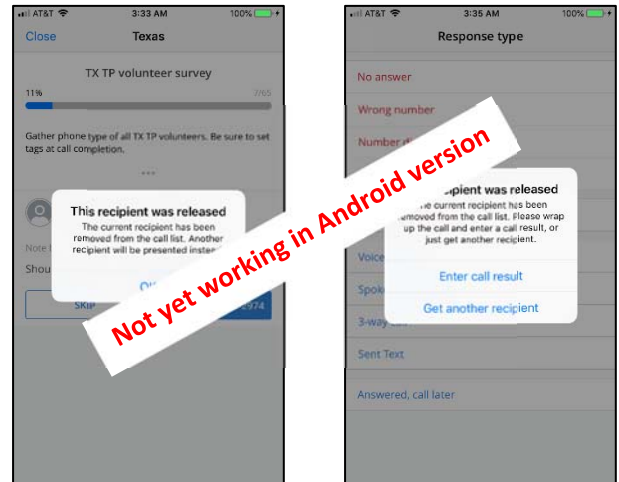 AT&T 3:33 AM 100%
Close Texas
TX TP volunteer survey
11% 7/65
Gather phone type of all TX TP volunteers. Be sure to set
tags at call completion.
...
This recipient was released
The current recipient has been
removed from the call list. Another
recipient will be presented
Note
Shou
SKIP 2974
AT&T 3:35 AM 100%
Response type
No answer
Wrong number
Number
recipient was released
The current recipient has been
removed from the call list. Please wrap
up the call and enter a call result, or
just get another recipient.
Enter call result
Get another recipient
Voice
Spok
3-way
Sent Text
Answered, call later
Not yet working in Android version